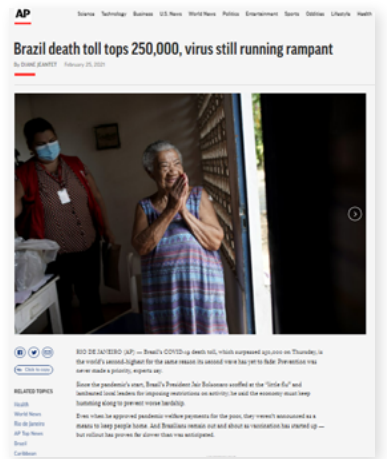 AP
Science Technology Business U.S. News World News Politics Entertainment Sports Oddities Lifestyle Health
Brazil death toll tops 250,000, virus still running rampant
By DIANE JEANTET February 25, 2021
RIO DE JANEIRO (AP) — Brazil's COVID-19 death toll, which surpassed 250,000 on Thursday, is
the world's second-highest for the same reason its second wave has yet to fade: Prevention was
never made a priority, experts say.
Since the pandemic's start, Brazil's President Jair Bolsonaro scoffed at the "little flu" and
lambasted local leaders for imposing restrictions on activity; he said the economy must keep
humming along to prevent worse hardship.
Even when he approved pandemic welfare payments for the poor, they weren't announced as a
means to keep people home. And Brazilians remain out and about as vaccination has started up —
but rollout has proven far slower than was anticipated.
Click to copy
RELATED TOPICS
Health
World News
Rio de Janeiro
AP Top News
Brazil
Caribbean